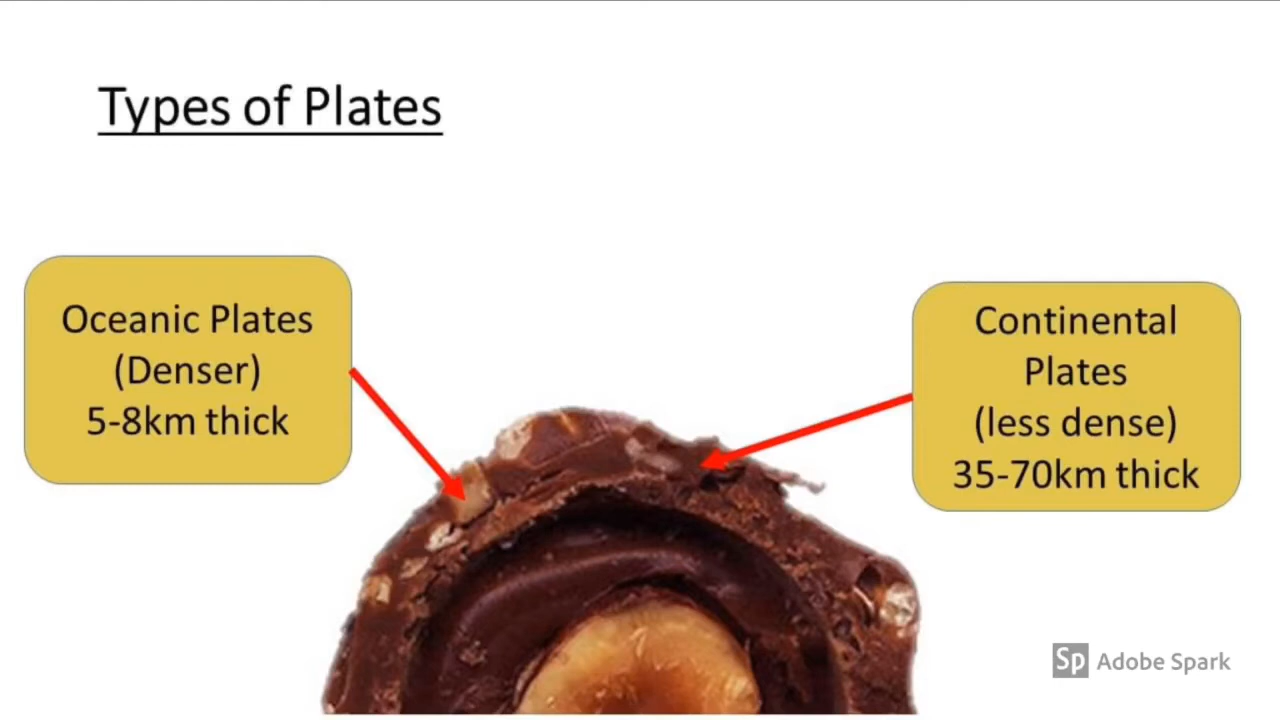 Types of Plates
Oceanic Plates
(Denser)
5-8km thick
Continental
Plates
(less dense)
35-70km thick
Sp Adobe Spark